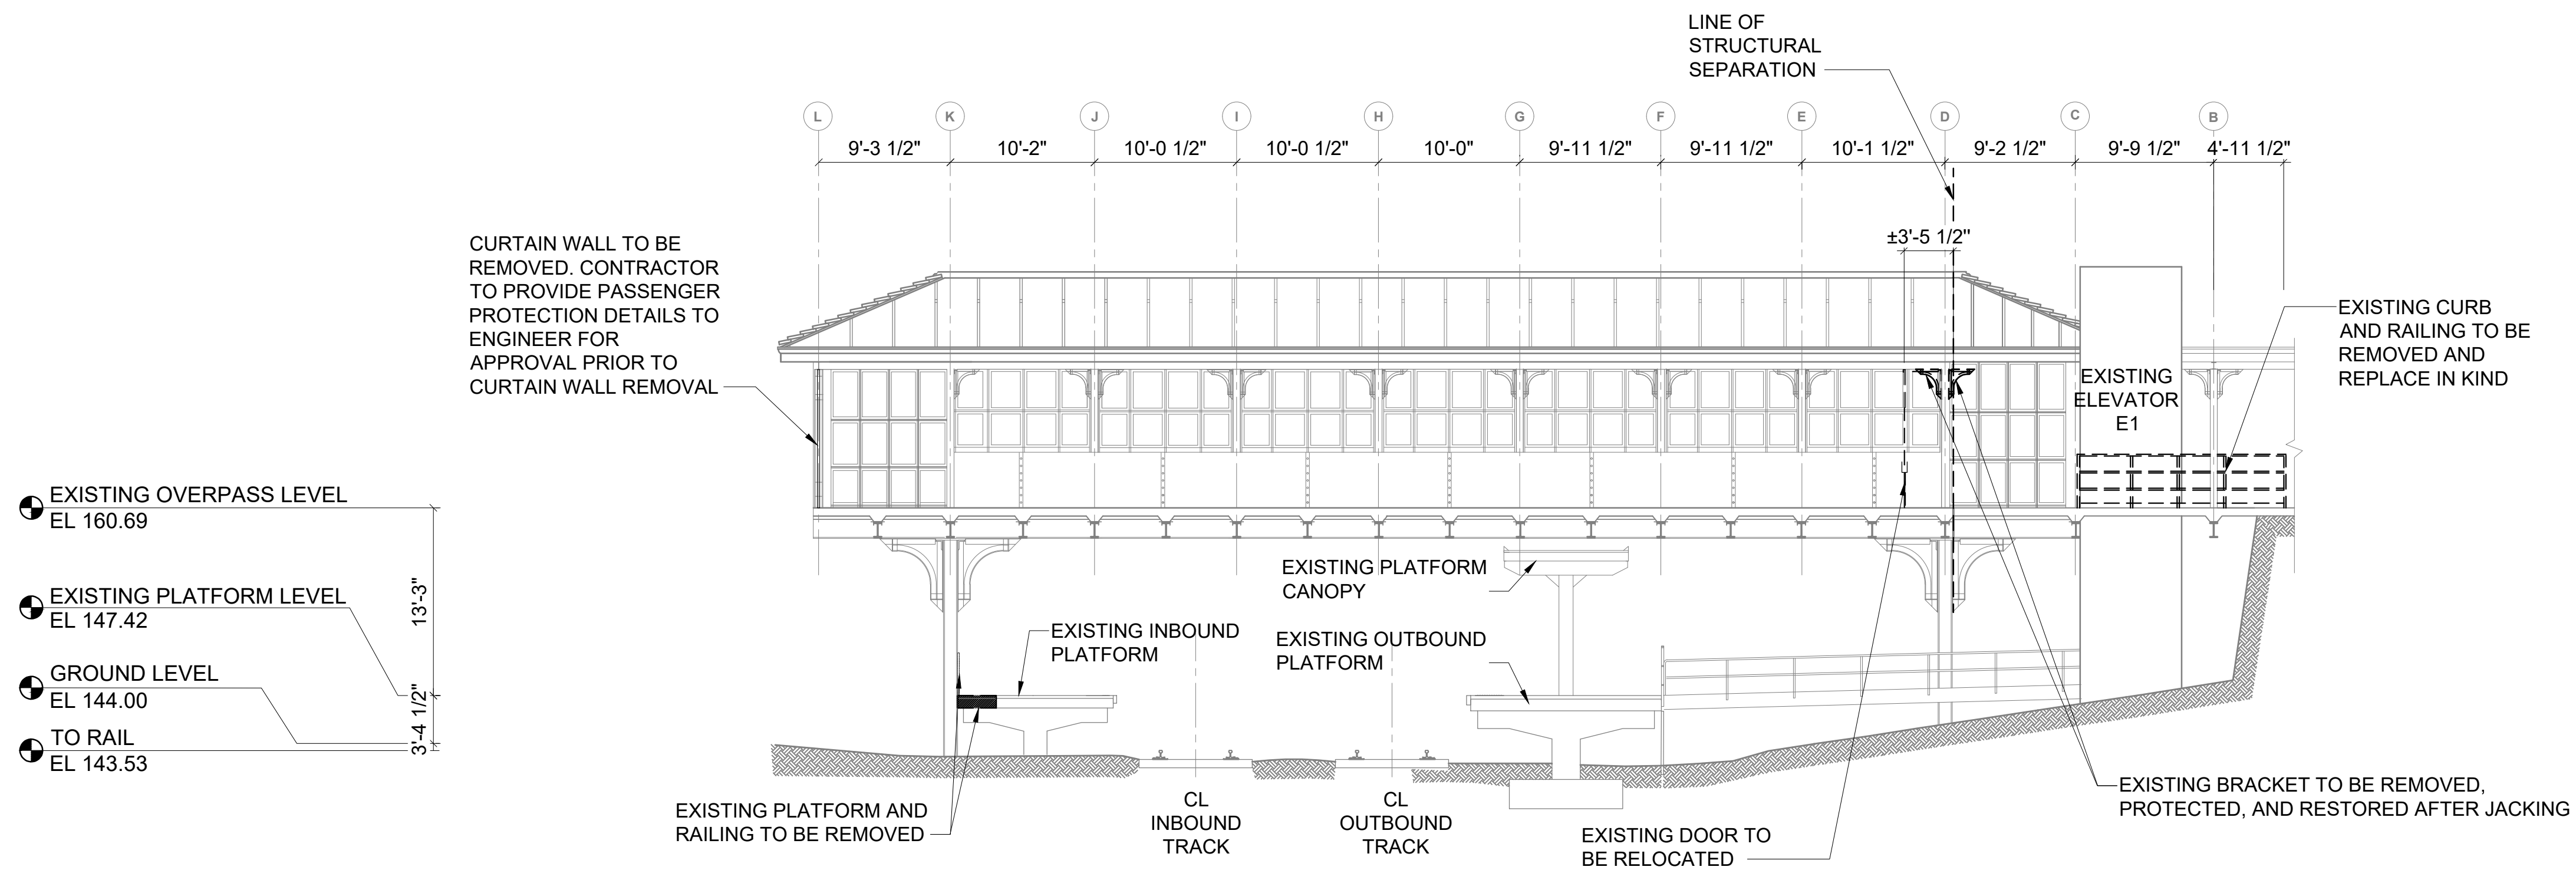 LINE OF
STRUCTURAL
SEPARATION
L
K
J
I
H
G
F
E
D
C
B
9'-3 1/2"
10'-2"
10'-0 1/2"
10'-0 1/2"
10'-0"
9'-11 1/2"
9'-11 1/2"
10'-1 1/2"
9'-2 1/2"
9'-9 1/2"
4'-11 1/2"
±3'-5 1/2"
CURTAIN WALL TO BE
REMOVED. CONTRACTOR
TO PROVIDE PASSENGER
PROTECTION DETAILS TO
ENGINEER FOR
APPROVAL PRIOR TO
CURTAIN WALL REMOVAL
EXISTING CURB
AND RAILING TO BE
REMOVED AND
REPLACE IN KIND
EXISTING
ELEVATOR
E1
EXISTING OVERPASS LEVEL
EL 160.69
EXISTING PLATFORM LEVEL
EL 147.42
GROUND LEVEL
EL 144.00
TO RAIL
EL 143.53
13'-3"
3'-4 1/2"
EXISTING PLATFORM
CANOPY
EXISTING INBOUND
PLATFORM
EXISTING OUTBOUND
PLATFORM
EXISTING PLATFORM AND
RAILING TO BE REMOVED
CL
INBOUND
TRACK
CL
OUTBOUND
TRACK
EXISTING DOOR TO
BE RELOCATED
EXISTING BRACKET TO BE REMOVED,
PROTECTED, AND RESTORED AFTER JACKING